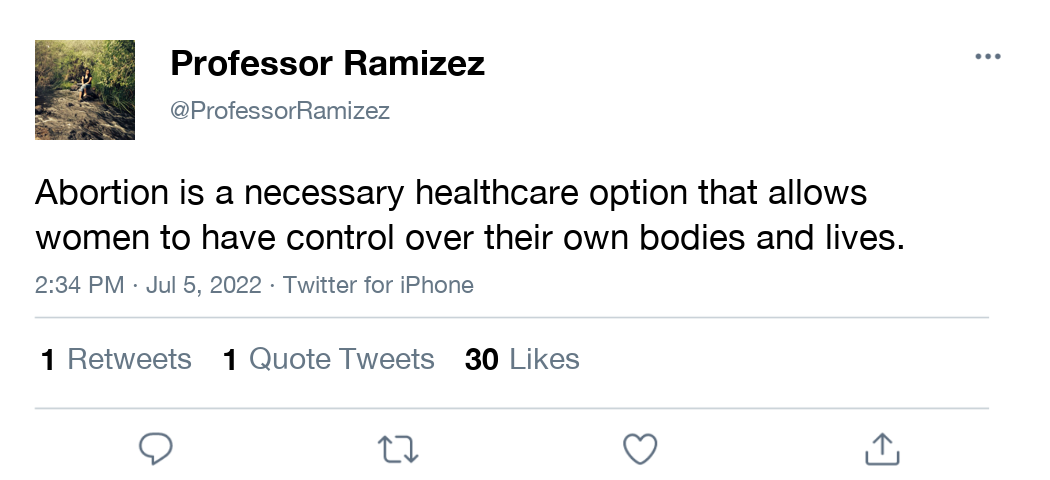 Professor Ramizez
@ProfessorRamizez
Abortion is a necessary healthcare option that allows
women to have control over their own bodies and lives.
2:34 PM · Jul 5, 2022 · Twitter for iPhone
1 Retweets 1 Quote Tweets 30 Likes